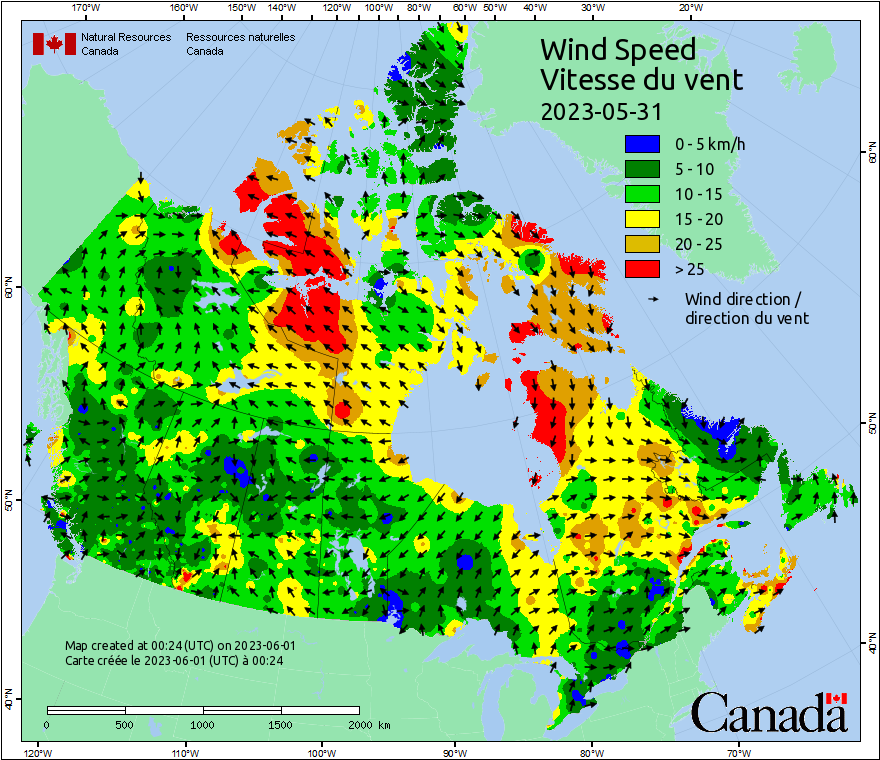 170°W 160°W 150°W 140°W 130°W 120°W 110°W 100°W 90°W 80°W 70°W 60°W 50°W 40°W 30°W 20°W
Natural Resources Ressources naturelles
Canada Canada
Wind Speed
Vitesse du vent
2023-05-31
0 - 5 km/h
5 - 10
10 - 15
15 - 20
20 - 25
> 25
Wind direction /
direction du vent
60°N 60°N
50°N 50°N
40°N 40°N
Map created at 00:24 (UTC) on 2023-06-01
Carte créée le 2023-06-01 (UTC) à 00:24
0 500 1000 1500 2000 km
Canada
120°W 110°W 100°W 90°W 80°W 70°W